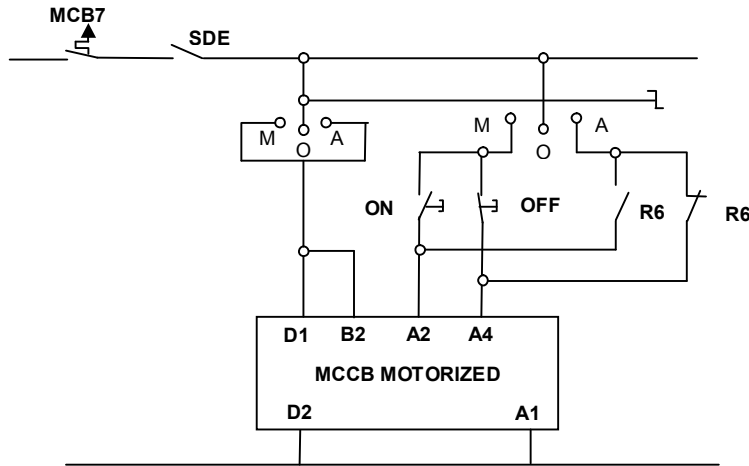 MCB7
SDE
M O A
M O A
ON OFF R6 R6
D1 B2 A2 A4
MCCB MOTORIZED
D2 A1